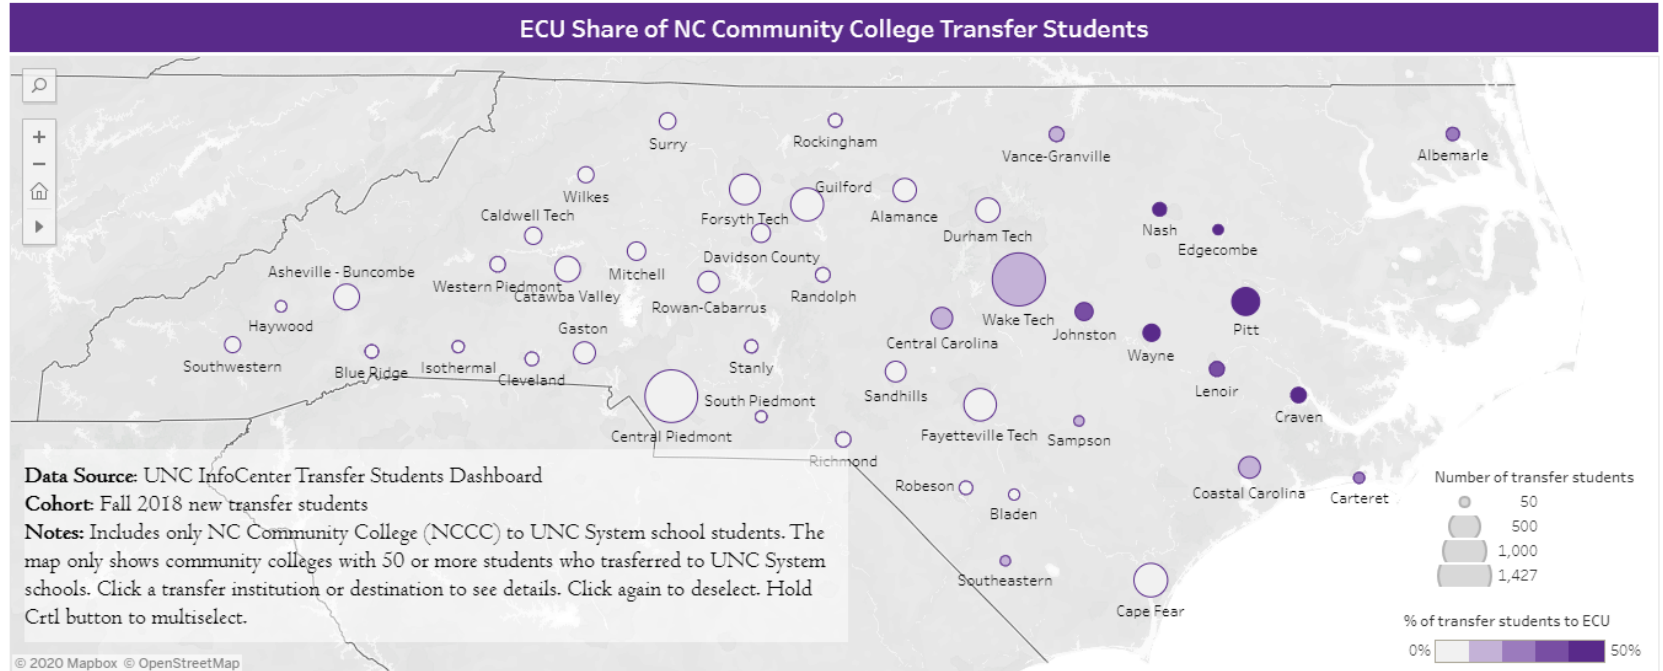 ECU Share of NC Community College Transfer Students
Surry
Rockingham
Vance-Granville
Albemarle
Wilkes
Guilford
Caldwell Tech
Forsyth Tech
Alamance
Durham Tech
Nash
Edgecombe
Davidson County
Asheville - Buncombe
Mitchell
Western Piedmont
Catawba Valley
Rowan-Cabarrus
Randolph
Haywood
Gaston
Wake Tech
Johnston
Pitt
Central Carolina
Wayne
Southwestern
Blue Ridge
Isothermal
Cleveland
Stanly
Lenoir
Sandhills
South Piedmont
Craven
Central Piedmont
Fayetteville Tech
Sampson
Richmond
Robeson
Bladen
Coastal Carolina
Carteret
Southeastern
Cape Fear
Data Source: UNC InfoCenter Transfer Students Dashboard
Cohort: Fall 2018 new transfer students
Notes: Includes only NC Community College (NCCC) to UNC System school students. The
map only shows community colleges with 50 or more students who trasferred to UNC System
schools. Click a transfer institution or destination to see details. Click again to deselect. Hold
Crtl button to multiselect.
Number of transfer students
50
500
1,000
1,427
% of transfer students to ECU
0% 50%
© 2020 Mapbox © OpenStreetMap